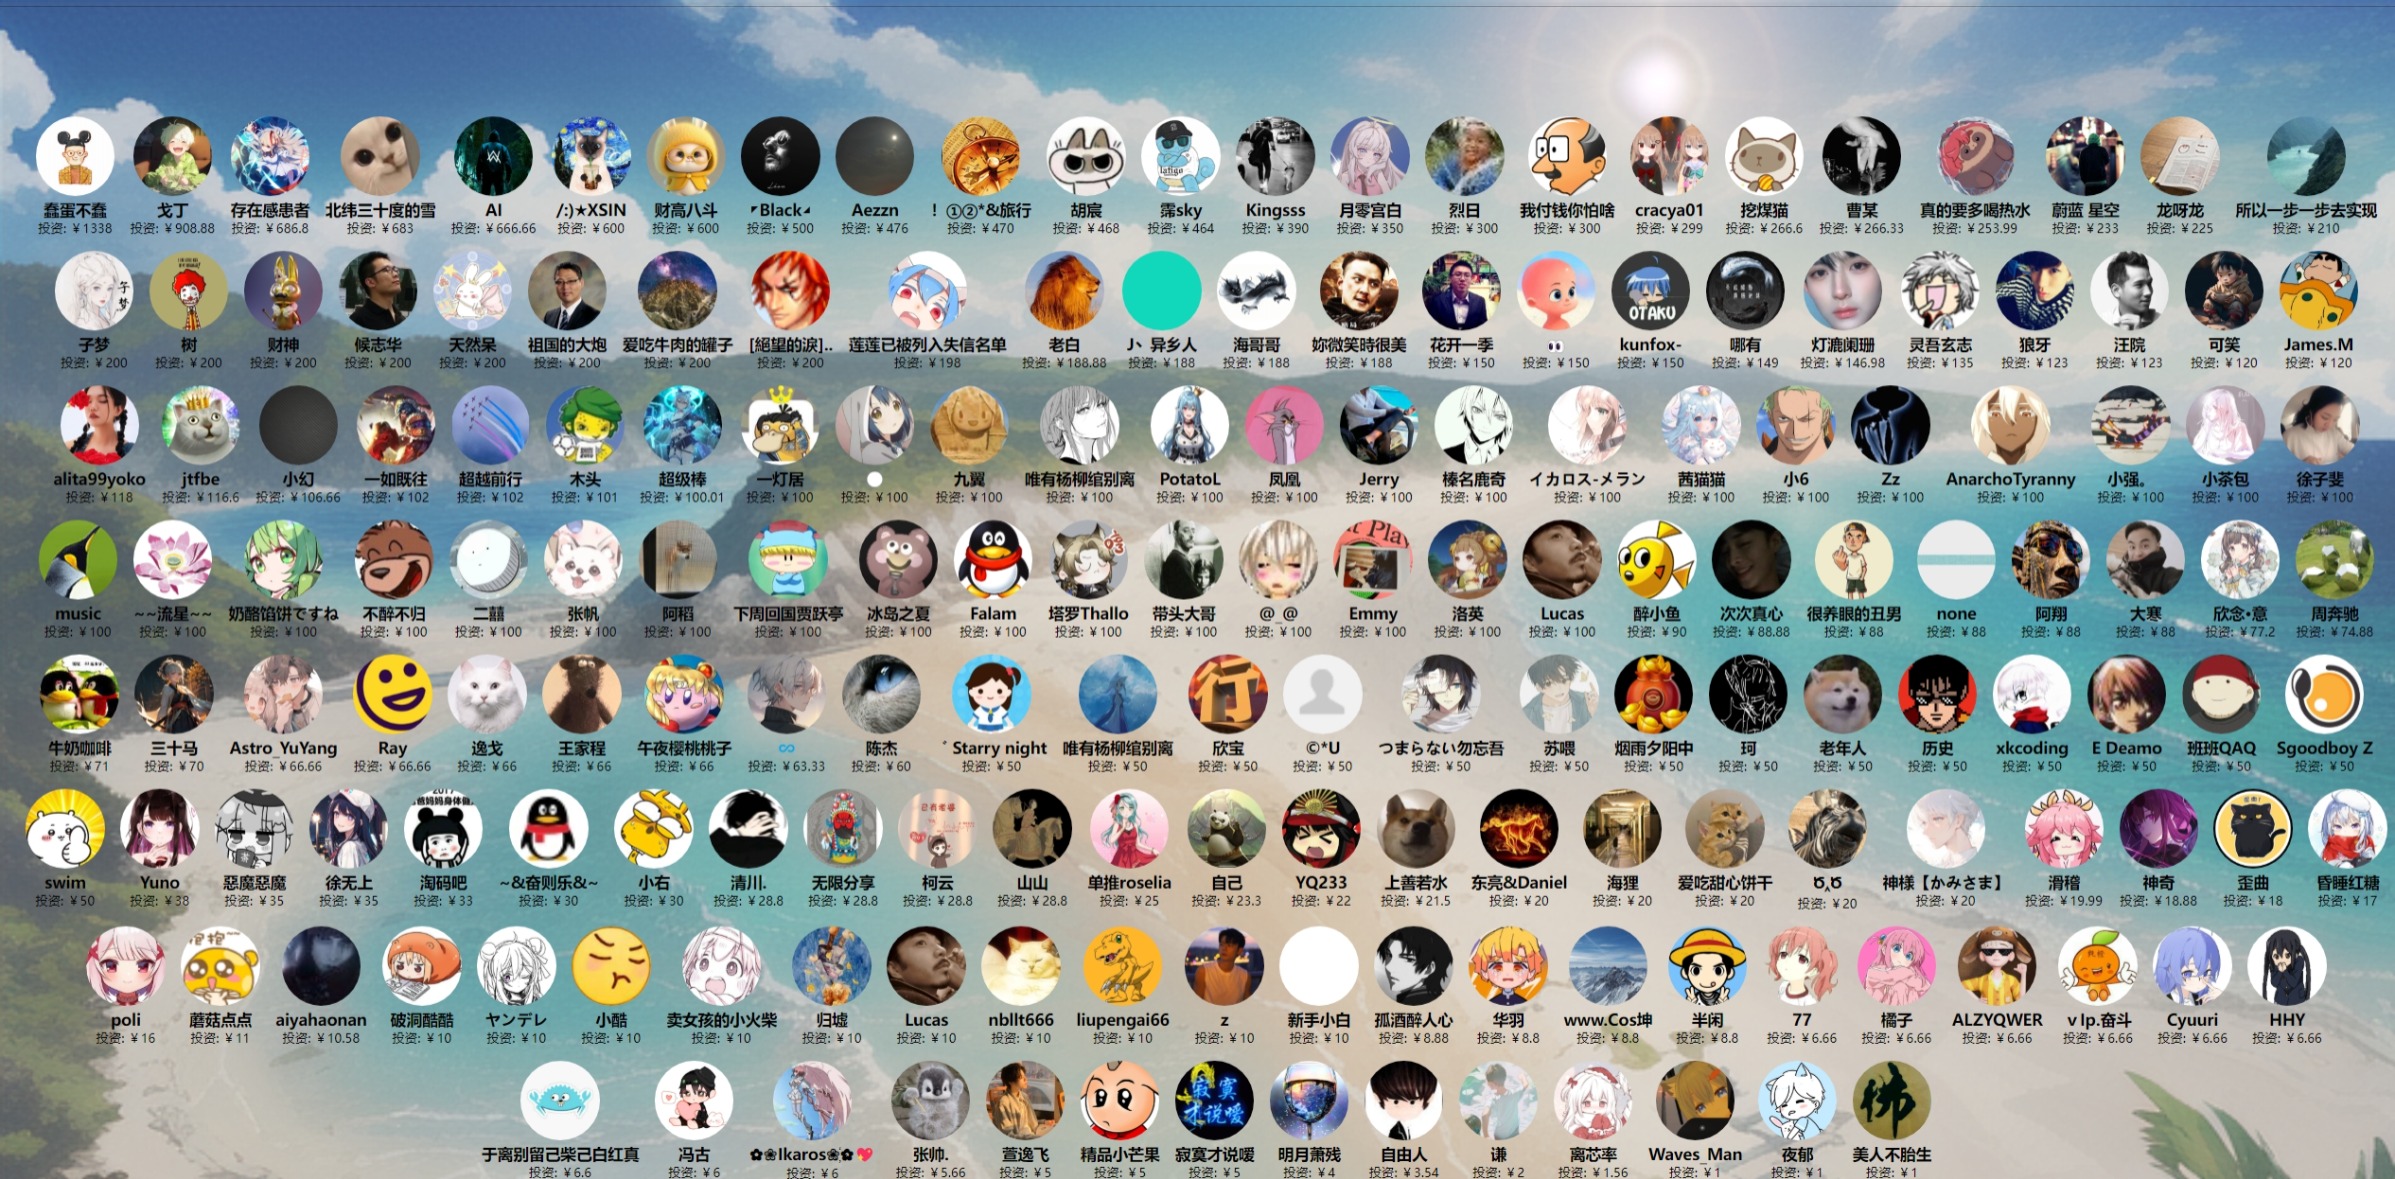 蠢蛋不蠢 戈丁 存在感患者 北纬三十度的雪 AI /:)★XSIN 财高八斗 ◤Black◢ Aezzn ！①②*&旅行 胡宸 霈sky Kingsss 月零宫白 烈日 我付钱你怕啥 cracya01 挖煤猫 曹某 真的要多喝热水 蔚蓝 星空 龙呀龙 所以一步一步去实现
投资: ￥1338 投资: ￥908.88 投资: ￥686.8 投资: ￥683 投资: ￥666.66 投资: ￥600 投资: ￥600 投资: ￥500 投资: ￥476 投资: ￥470 投资: ￥468 投资: ￥464 投资: ￥390 投资: ￥350 投资: ￥300 投资: ￥300 投资: ￥299 投资: ￥266.6 投资: ￥266.33 投资: ￥253.99 投资: ￥233 投资: ￥225 投资: ￥210
子梦 树 财神 候志华 天然呆 祖国的大炮 爱吃牛肉的罐子 [絕望的淚].. 莲莲已被列入失信名单 老白 丿丶异乡人 海哥哥 妳微笑時很美 花开一季 👀 kunfox- 哪有 灯漉阑珊 灵吾玄志 狼牙 汪院 可笑 James.M
投资: ￥200 投资: ￥200 投资: ￥200 投资: ￥200 投资: ￥200 投资: ￥200 投资: ￥200 投资: ￥200 投资: ￥198 投资: ￥188.88 投资: ￥188 投资: ￥188 投资: ￥188 投资: ￥150 投资: ￥150 投资: ￥150 投资: ￥149 投资: ￥146.98 投资: ￥135 投资: ￥123 投资: ￥123 投资: ￥120 投资: ￥120
alita99yoko jtfbe 小幻 一如既往 超越前行 木头 超级棒 一灯居 九翼 唯有杨柳绾别离 PotatoL 凤凰 Jerry 榛名鹿奇 イカロス-メラン 茜猫猫 小6 Zz AnarchoTyranny 小强。 小茶包 徐子斐
投资: ￥118 投资: ￥116.6 投资: ￥106.66 投资: ￥102 投资: ￥102 投资: ￥101 投资: ￥100.01 投资: ￥100 投资: ￥100 投资: ￥100 投资: ￥100 投资: ￥100 投资: ￥100 投资: ￥100 投资: ￥100 投资: ￥100 投资: ￥100 投资: ￥100 投资: ￥100 投资: ￥100 投资: ￥100 投资: ￥100 投资: ￥100
music ~~流星~~ 奶酪馅饼ですね 不醉不归 二囍 张帆 阿稻 下周回国贾跃亭 冰岛之夏 Falam 塔罗Thallo 带头大哥 @_@ Emmy 洛英 Lucas 醉小鱼 次次真心 很养眼的丑男 none 阿翔 大寒 欣念•意 周奔驰
投资: ￥100 投资: ￥100 投资: ￥100 投资: ￥100 投资: ￥100 投资: ￥100 投资: ￥100 投资: ￥100 投资: ￥100 投资: ￥100 投资: ￥100 投资: ￥100 投资: ￥100 投资: ￥100 投资: ￥100 投资: ￥100 投资: ￥90 投资: ￥88.88 投资: ￥88 投资: ￥88 投资: ￥88 投资: ￥88 投资: ￥77.2 投资: ￥74.88
牛奶咖啡 三十马 Astro_YuYang Ray 逸戈 王家程 午夜樱桃桃子 ∞ 陈杰 ﾞStarry night 唯有杨柳绾别离 欣宝 ©*U つまらない勿忘吾 苏喂 烟雨夕阳中 珂 老年人 历史 xkcoding E Deamo 班班QAQ Sgoodboy Z
投资: ￥71 投资: ￥70 投资: ￥66.66 投资: ￥66.66 投资: ￥66 投资: ￥66 投资: ￥66 投资: ￥63.33 投资: ￥60 投资: ￥50 投资: ￥50 投资: ￥50 投资: ￥50 投资: ￥50 投资: ￥50 投资: ￥50 投资: ￥50 投资: ￥50 投资: ￥50 投资: ￥50 投资: ￥50 投资: ￥50 投资: ￥50
swim Yuno 惡魔惡魔 徐无上 淘码吧 ~&奋则乐&~ 小右 清川. 无限分享 柯云 山山 单推roselia 自己 YQ233 上善若水 东亮&Daniel 海狸 爱吃甜心饼干 神様【かみさま】 滑稽 神奇 歪曲 昏睡红糖
投资: ￥50 投资: ￥38 投资: ￥35 投资: ￥35 投资: ￥33 投资: ￥30 投资: ￥30 投资: ￥28.8 投资: ￥28.8 投资: ￥28.8 投资: ￥28.8 投资: ￥25 投资: ￥23.3 投资: ￥22 投资: ￥21.5 投资: ￥20 投资: ￥20 投资: ￥20 投资: ￥20 投资: ￥20 投资: ￥19.99 投资: ￥18.88 投资: ￥18 投资: ￥17
poli 蘑菇点点 aiyahaonan 破洞酷酷 ヤンデレ 小酷 卖女孩的小火柴 归墟 Lucas nbllt666 liupengai66 z 新手小白 孤酒醉人心 华羽 www.Cos坤 半闲 77 橘子 ALZYQWER v lp.奋斗 Cyuuri HHY
投资: ￥16 投资: ￥11 投资: ￥10.58 投资: ￥10 投资: ￥10 投资: ￥10 投资: ￥10 投资: ￥10 投资: ￥10 投资: ￥10 投资: ￥10 投资: ￥10 投资: ￥10 投资: ￥8.88 投资: ￥8.8 投资: ￥8.8 投资: ￥8.8 投资: ￥6.66 投资: ￥6.66 投资: ￥6.66 投资: ￥6.66 投资: ￥6.66 投资: ￥6.66
于离别留己柴己白红真 冯古 ✿❀Ikaros❀✿💖 张帅. 萱逸飞 精品小芒果 寂寞才说嗳 明月萧残 自由人 谦 离芯率 Waves_Man 夜郁 美人不胎生
投资: ￥6.6 投资: ￥6 投资: ￥6 投资: ￥5.66 投资: ￥5 投资: ￥5 投资: ￥5 投资: ￥4 投资: ￥3.54 投资: ￥2 投资: ￥1.56 投资: ￥1 投资: ￥1 投资: ￥1